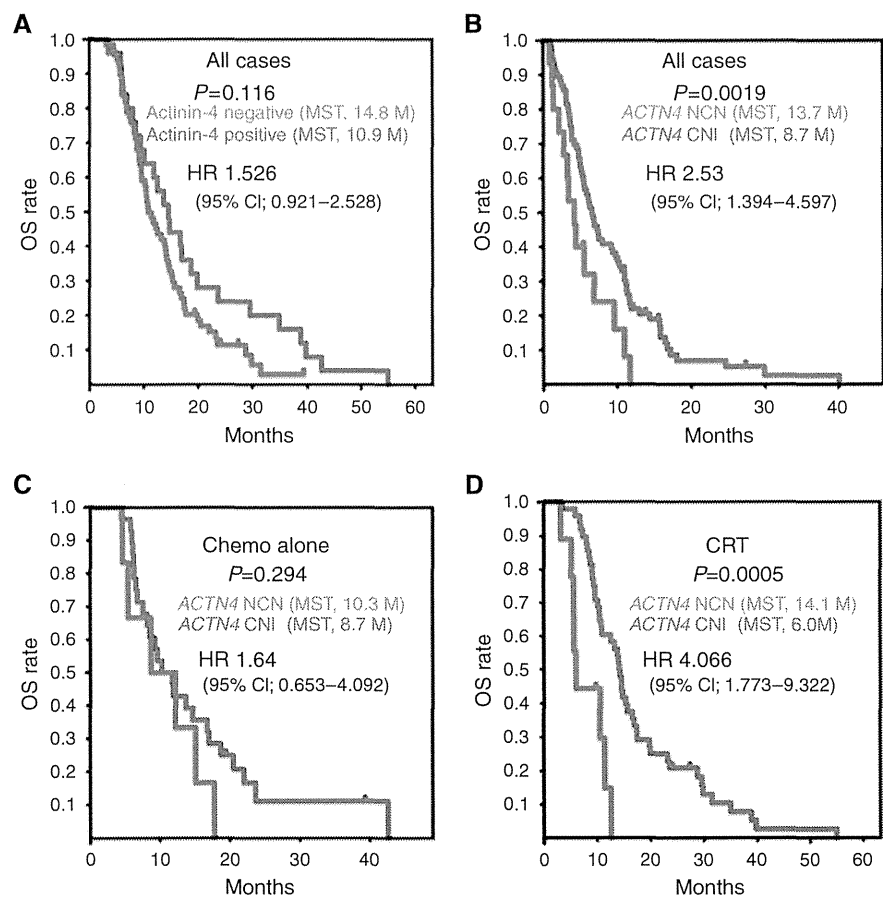 A
All cases
P=0.116
Actinin-4 negative (MST, 14.8 M)
Actinin-4 positive (MST, 10.9 M)
HR 1.526
(95% CI; 0.921–2.528)
OS rate
1.0
0.9
0.8
0.7
0.6
0.5
0.4
0.3
0.2
0.1
0 10 20 30 40 50 60
Months
B
All cases
P=0.0019
ACTN4 NCN (MST, 13.7 M)
ACTN4 CNI (MST, 8.7 M)
HR 2.53
(95% CI; 1.394–4.597)
OS rate
1.0
0.9
0.8
0.7
0.6
0.5
0.4
0.3
0.2
0.1
0 10 20 30 40
Months
C
Chemo alone
P=0.294
ACTN4 NCN (MST, 10.3 M)
ACTN4 CNI (MST, 8.7 M)
HR 1.64
(95% CI; 0.653–4.092)
OS rate
1.0
0.9
0.8
0.7
0.6
0.5
0.4
0.3
0.2
0.1
0 10 20 30 40
Months
D
CRT
P=0.0005
ACTN4 NCN (MST, 14.1 M)
ACTN4 CNI (MST, 6.0M)
HR 4.066
(95% CI; 1.773–9.322)
OS rate
1.0
0.9
0.8
0.7
0.6
0.5
0.4
0.3
0.2
0.1
0 10 20 30 40 50 60
Months